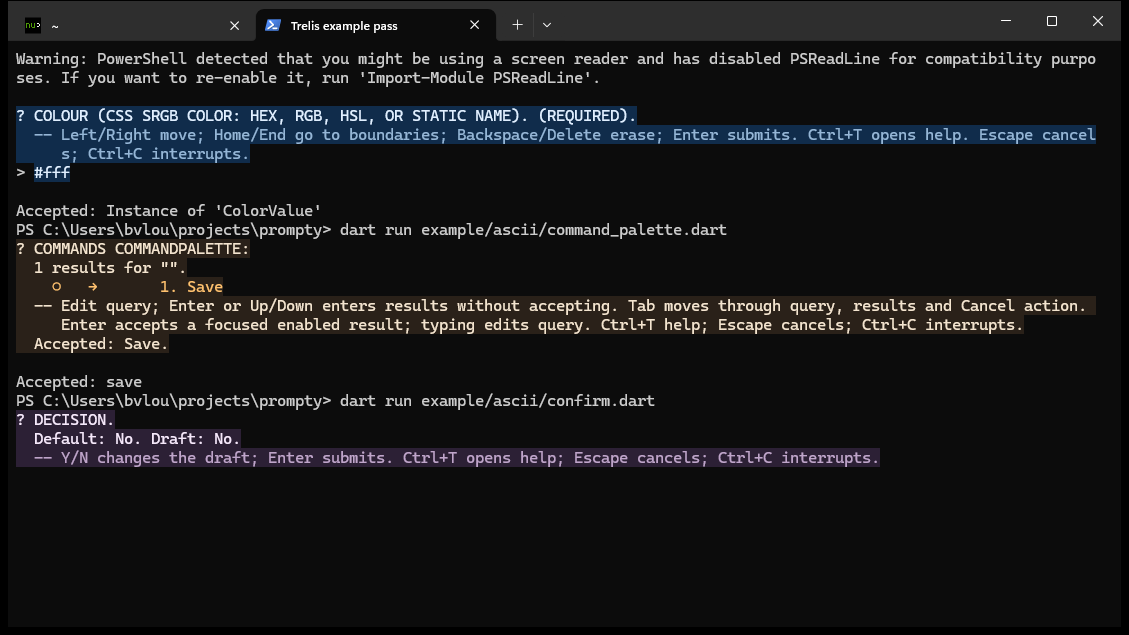 nu> ~
Trelis example pass
Warning: PowerShell detected that you might be using a screen reader and has disabled PSReadLine for compatibility purpo
ses. If you want to re-enable it, run 'Import-Module PSReadLine'.
? COLOUR (CSS SRGB COLOR: HEX, RGB, HSL, OR STATIC NAME). (REQUIRED).
-- Left/Right move; Home/End go to boundaries; Backspace/Delete erase; Enter submits. Ctrl+T opens help. Escape cancel
s; Ctrl+C interrupts.
> #fff
Accepted: Instance of 'ColorValue'
PS C:\Users\bvlou\projects\prompty> dart run example/ascii/command_palette.dart
? COMMANDS COMMANDPALETTE:
1 results for "".
○ → 1. Save
-- Edit query; Enter or Up/Down enters results without accepting. Tab moves through query, results and Cancel action.
Enter accepts a focused enabled result; typing edits query. Ctrl+T help; Escape cancels; Ctrl+C interrupts.
Accepted: Save.
Accepted: save
PS C:\Users\bvlou\projects\prompty> dart run example/ascii/confirm.dart
? DECISION.
Default: No. Draft: No.
-- Y/N changes the draft; Enter submits. Ctrl+T opens help; Escape cancels; Ctrl+C interrupts.